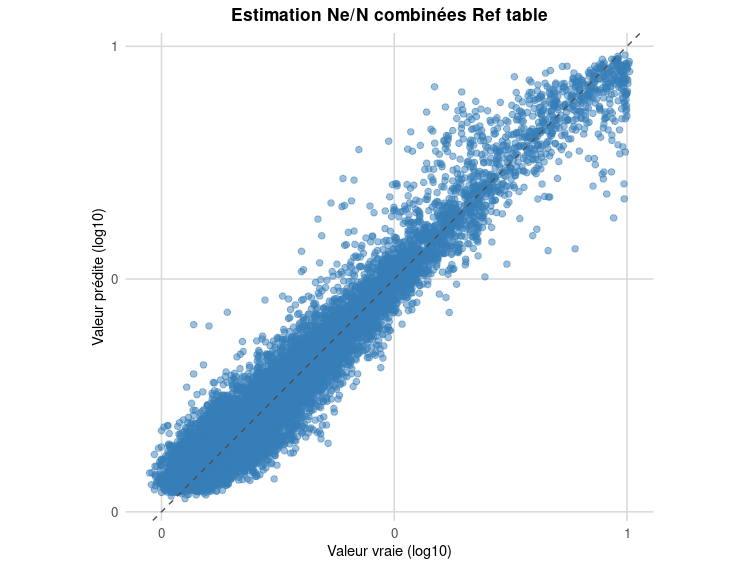 Estimation Ne/N combinées Ref table
1
0
0
Valeur prédite (log10)
0
0
1
Valeur vraie (log10)